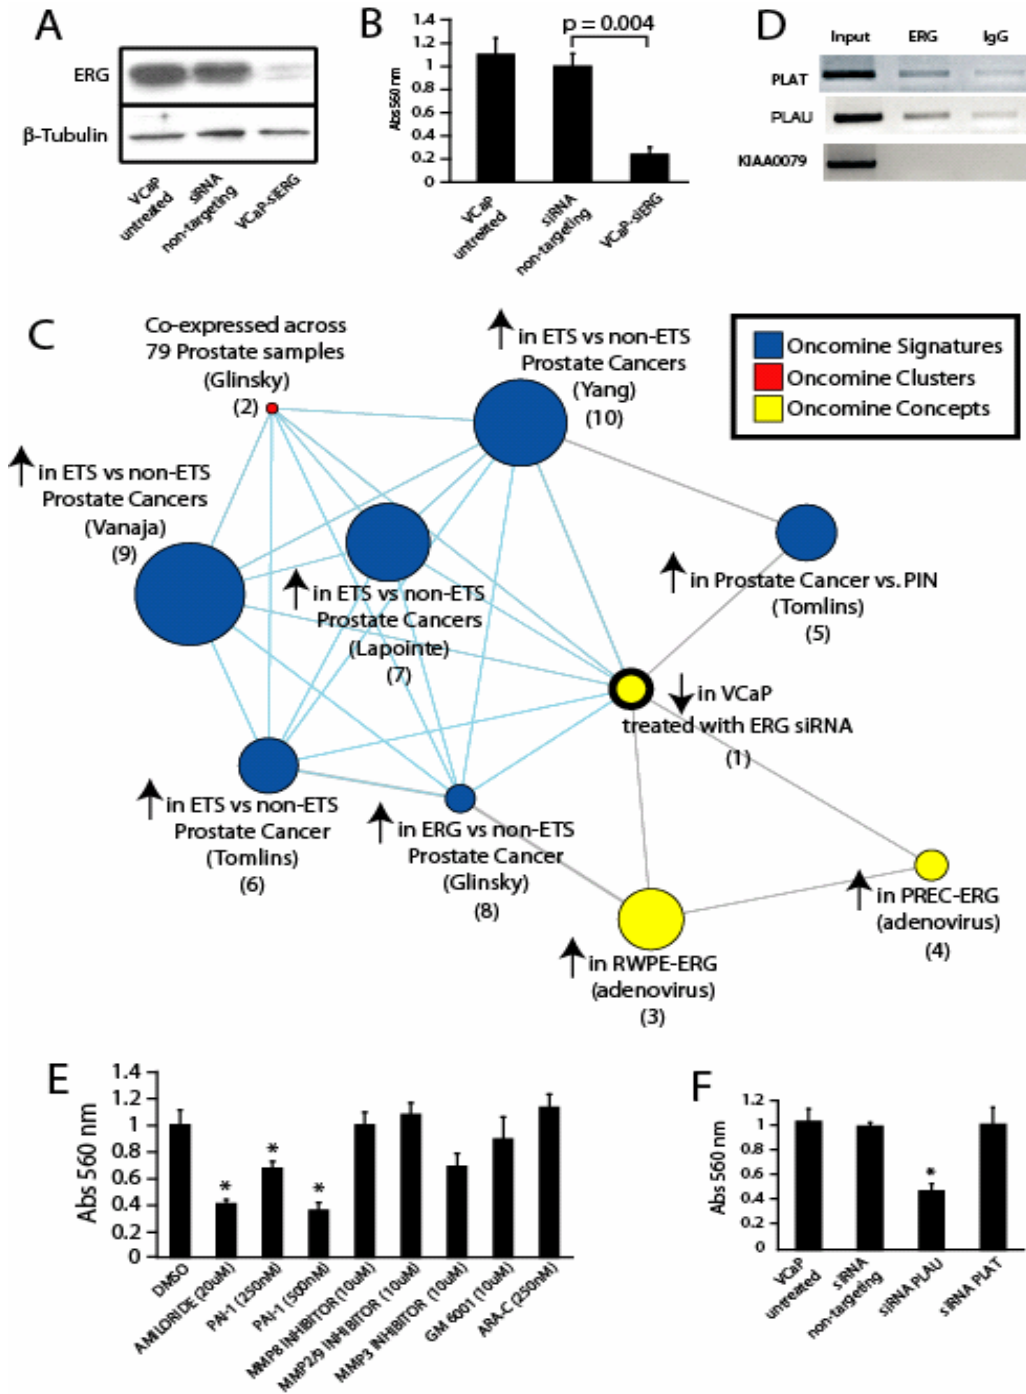 A
ERG
β-Tubulin
VCaP
untreated
siRNA
non-targeting
VCaP-siERG
B
p = 0.004
Abs 560 nm
1.4
1.2
1
0.8
0.6
0.4
0.2
0
VCaP
untreated
siRNA
non-targeting
VCaP-siERG
D
Input
ERG
IgG
PLAT
PLAU
KIAA0079
C
Co-expressed across
79 Prostate samples
(Glinsky)
(2)
in ETS vs non-ETS
Prostate Cancers
(Yang)
(10)
Oncomine Signatures
Oncomine Clusters
Oncomine Concepts
in ETS vs non-ETS
Prostate Cancers
(Vanaja)
(9)
in ETS vs non-ETS
Prostate Cancers
(Lapointe)
(7)
in Prostate Cancer vs. PIN
(Tomlins)
(5)
in VCaP
treated with ERG siRNA
(1)
in ETS vs non-ETS
Prostate Cancer
(Tomlins)
(6)
in ERG vs non-ETS
Prostate Cancer
(Glinsky)
(8)
in RWPE-ERG
(adenovirus)
(3)
in PREC-ERG
(adenovirus)
(4)
E
Abs 560 nm
1.4
1.2
1
0.8
0.6
0.4
0.2
0
*
*
*
DMSO
AMILORIDE (20uM)
PAI-1 (250nM)
PAI-1 (500nM)
MMP8 INHIBITOR (10uM)
MMP2/9 INHIBITOR (10uM)
MMP3 INHIBITOR (10uM)
GM 6001 (10uM)
ARA-C (250nM)
F
Abs 560 nm
1.2
1
0.8
0.6
0.4
0.2
0
*
VCaP
untreated
siRNA
non-targeting
siRNA PLAU
siRNA PLAT